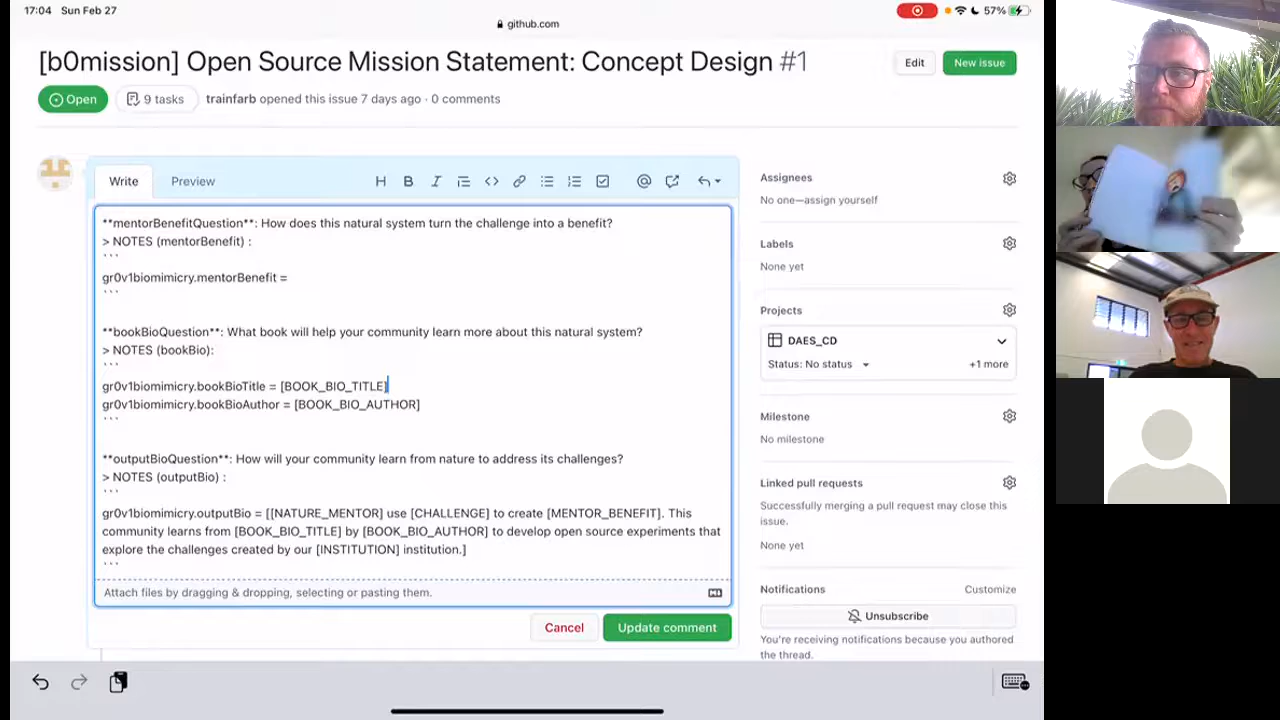 17:04 Sun Feb 27
57%
github.com
[b0mission] Open Source Mission Statement: Concept Design #1
Edit
New issue
Open
9 tasks
trainfarb opened this issue 7 days ago · 0 comments
Write
Preview
**mentorBenefitQuestion**: How does this natural system turn the challenge into a benefit?
> NOTES (mentorBenefit) :
```
gr0v1biomimicry.mentorBenefit =
```
**bookBioQuestion**: What book will help your community learn more about this natural system?
> NOTES (bookBio):
```
gr0v1biomimicry.bookBioTitle = [BOOK_BIO_TITLE]
gr0v1biomimicry.bookBioAuthor = [BOOK_BIO_AUTHOR]
```
**outputBioQuestion**: How will your community learn from nature to address its challenges?
> NOTES (outputBio) :
```
gr0v1biomimicry.outputBio = [[NATURE_MENTOR] use [CHALLENGE] to create [MENTOR_BENEFIT]. This
community learns from [BOOK_BIO_TITLE] by [BOOK_BIO_AUTHOR] to develop open source experiments that
explore the challenges created by our [INSTITUTION] institution.]
```
Attach files by dragging & dropping, selecting or pasting them.
Cancel
Update comment
Assignees
No one—assign yourself
Labels
None yet
Projects
DAES_CD
Status: No status
+1 more
Milestone
No milestone
Linked pull requests
Successfully merging a pull request may close this
issue.
None yet
Notifications
Customize
Unsubscribe
You're receiving notifications because you authored
the thread.